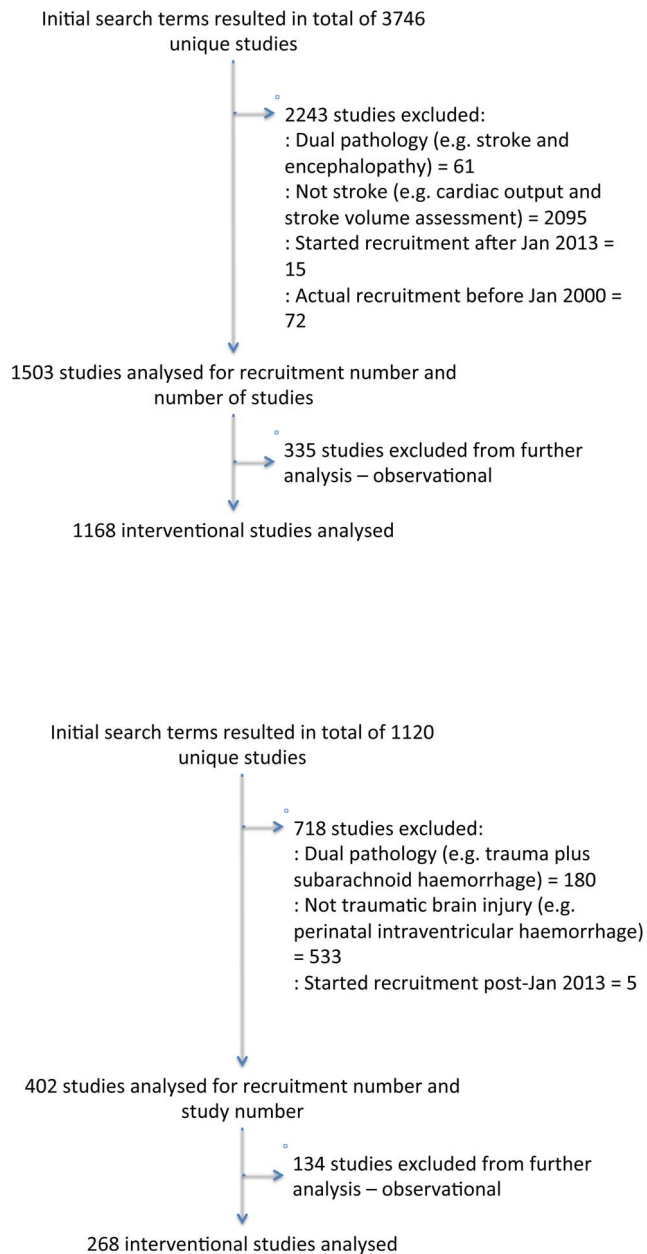 Initial search terms resulted in total of 3746
unique studies
2243 studies excluded:
: Dual pathology (e.g. stroke and
encephalopathy) = 61
: Not stroke (e.g. cardiac output and
stroke volume assessment) = 2095
: Started recruitment after Jan 2013 =
15
: Actual recruitment before Jan 2000 =
72
1503 studies analysed for recruitment number and
number of studies
335 studies excluded from further
analysis – observational
1168 interventional studies analysed
Initial search terms resulted in total of 1120
unique studies
718 studies excluded:
: Dual pathology (e.g. trauma plus
subarachnoid haemorrhage) = 180
: Not traumatic brain injury (e.g.
perinatal intraventricular haemorrhage)
= 533
: Started recruitment post-Jan 2013 = 5
402 studies analysed for recruitment number and
study number
134 studies excluded from further
analysis – observational
268 interventional studies analysed